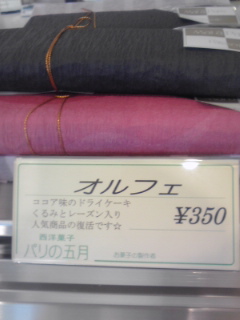 オルフェ
ココア味のドライケーキ
くるみとレーズン入り
人気商品の復活です☆
¥350
西洋菓子
パリの五月